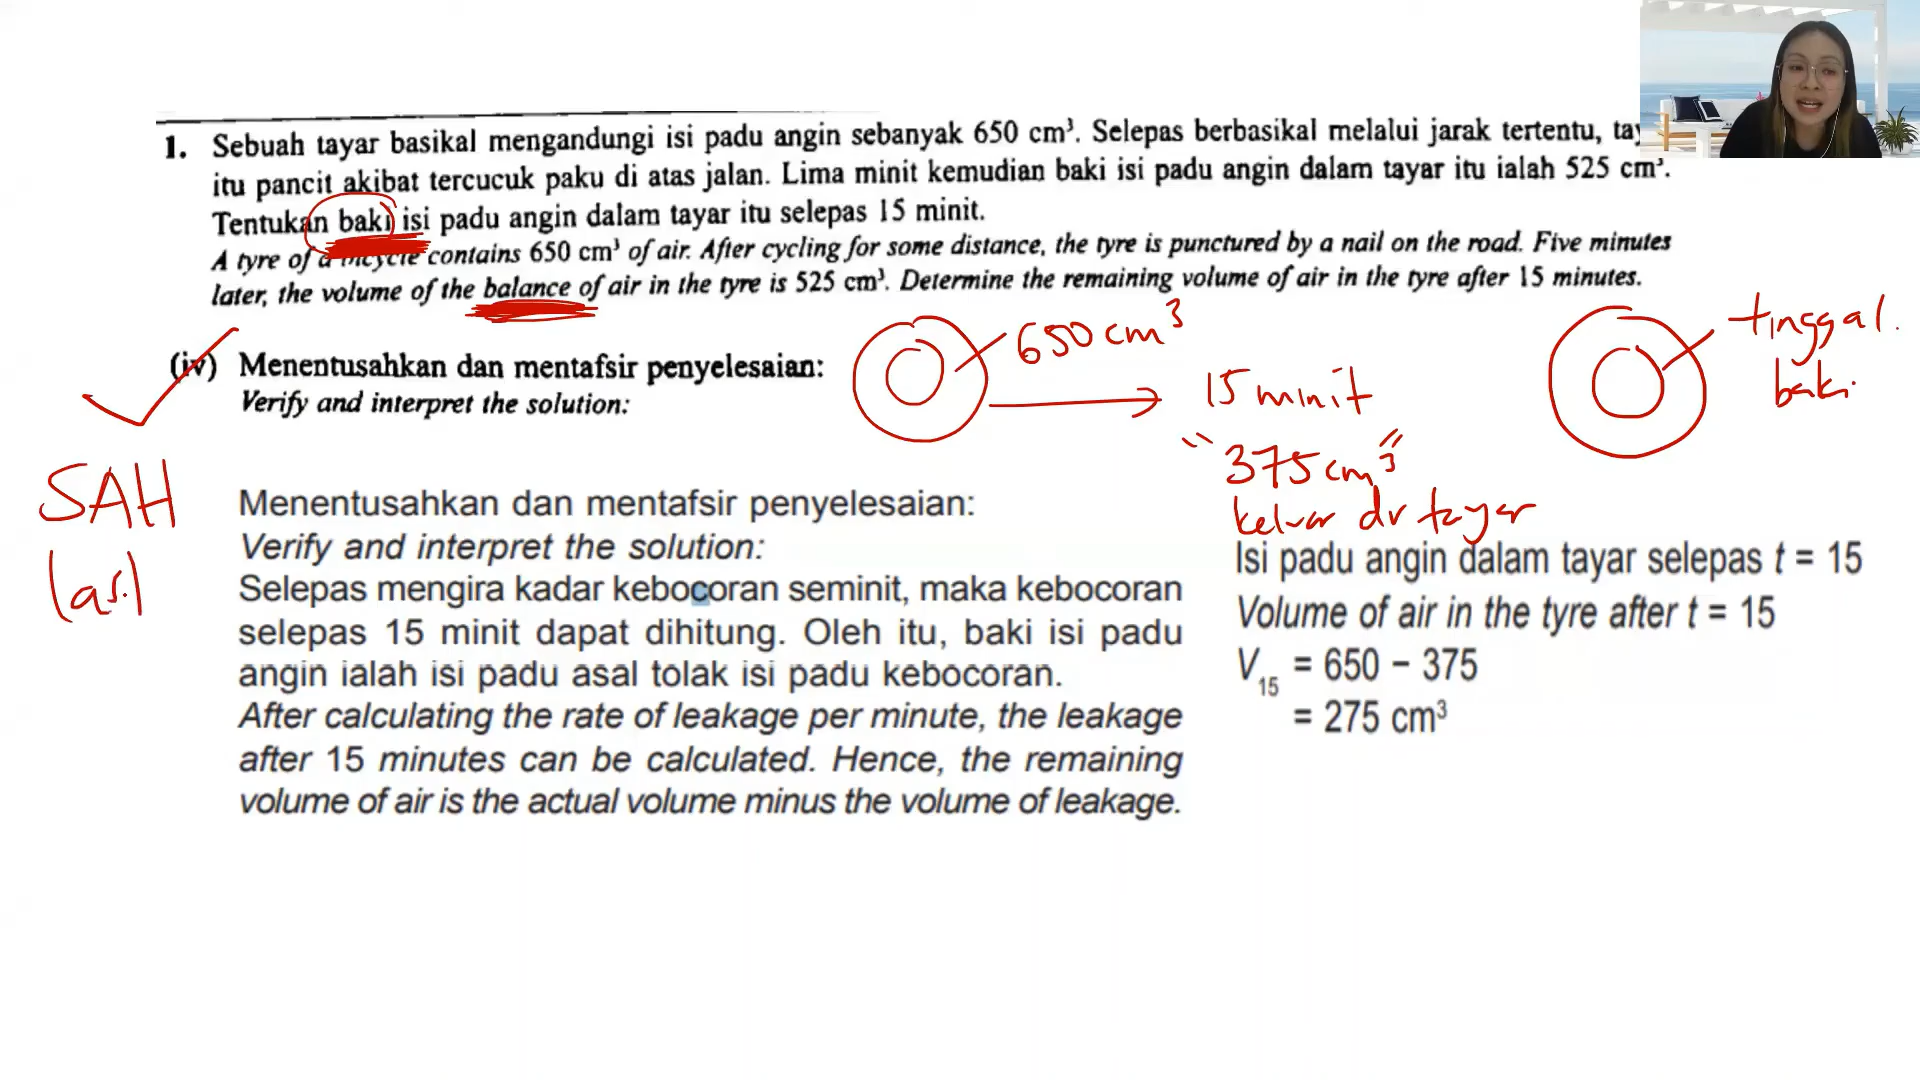 1. Sebuah tayar basikal mengandungi isi padu angin sebanyak 650 cm³. Selepas berbasikal melalui jarak tertentu,
itu pancit akibat tercucuk paku di atas jalan. Lima minit kemudian baki isi padu angin dalam tayar itu ialah 525 cm³.
Tentukan baki isi padu angin dalam tayar itu selepas 15 minit.
A tyre of a bicycle contains 650 cm³ of air. After cycling for some distance, the tyre is punctured by a nail on the road. Five minutes
later, the volume of the balance of air in the tyre is 525 cm³. Determine the remaining volume of air in the tyre after 15 minutes.
650 cm³
tinggal
baki
(iv) Menentusahkan dan mentafsir penyelesaian:
Verify and interpret the solution:
15 minit
"375 cm³"
keluar dr tayar
SAH
Menentusahkan dan mentafsir penyelesaian:
Verify and interpret the solution:
Selepas mengira kadar kebocoran seminit, maka kebocoran
selepas 15 minit dapat dihitung. Oleh itu, baki isi padu
angin ialah isi padu asal tolak isi padu kebocoran.
After calculating the rate of leakage per minute, the leakage
after 15 minutes can be calculated. Hence, the remaining
volume of air is the actual volume minus the volume of leakage.
Isi padu angin dalam tayar selepas t = 15
Volume of air in the tyre after t = 15
V₁₅ = 650 − 375
= 275 cm³